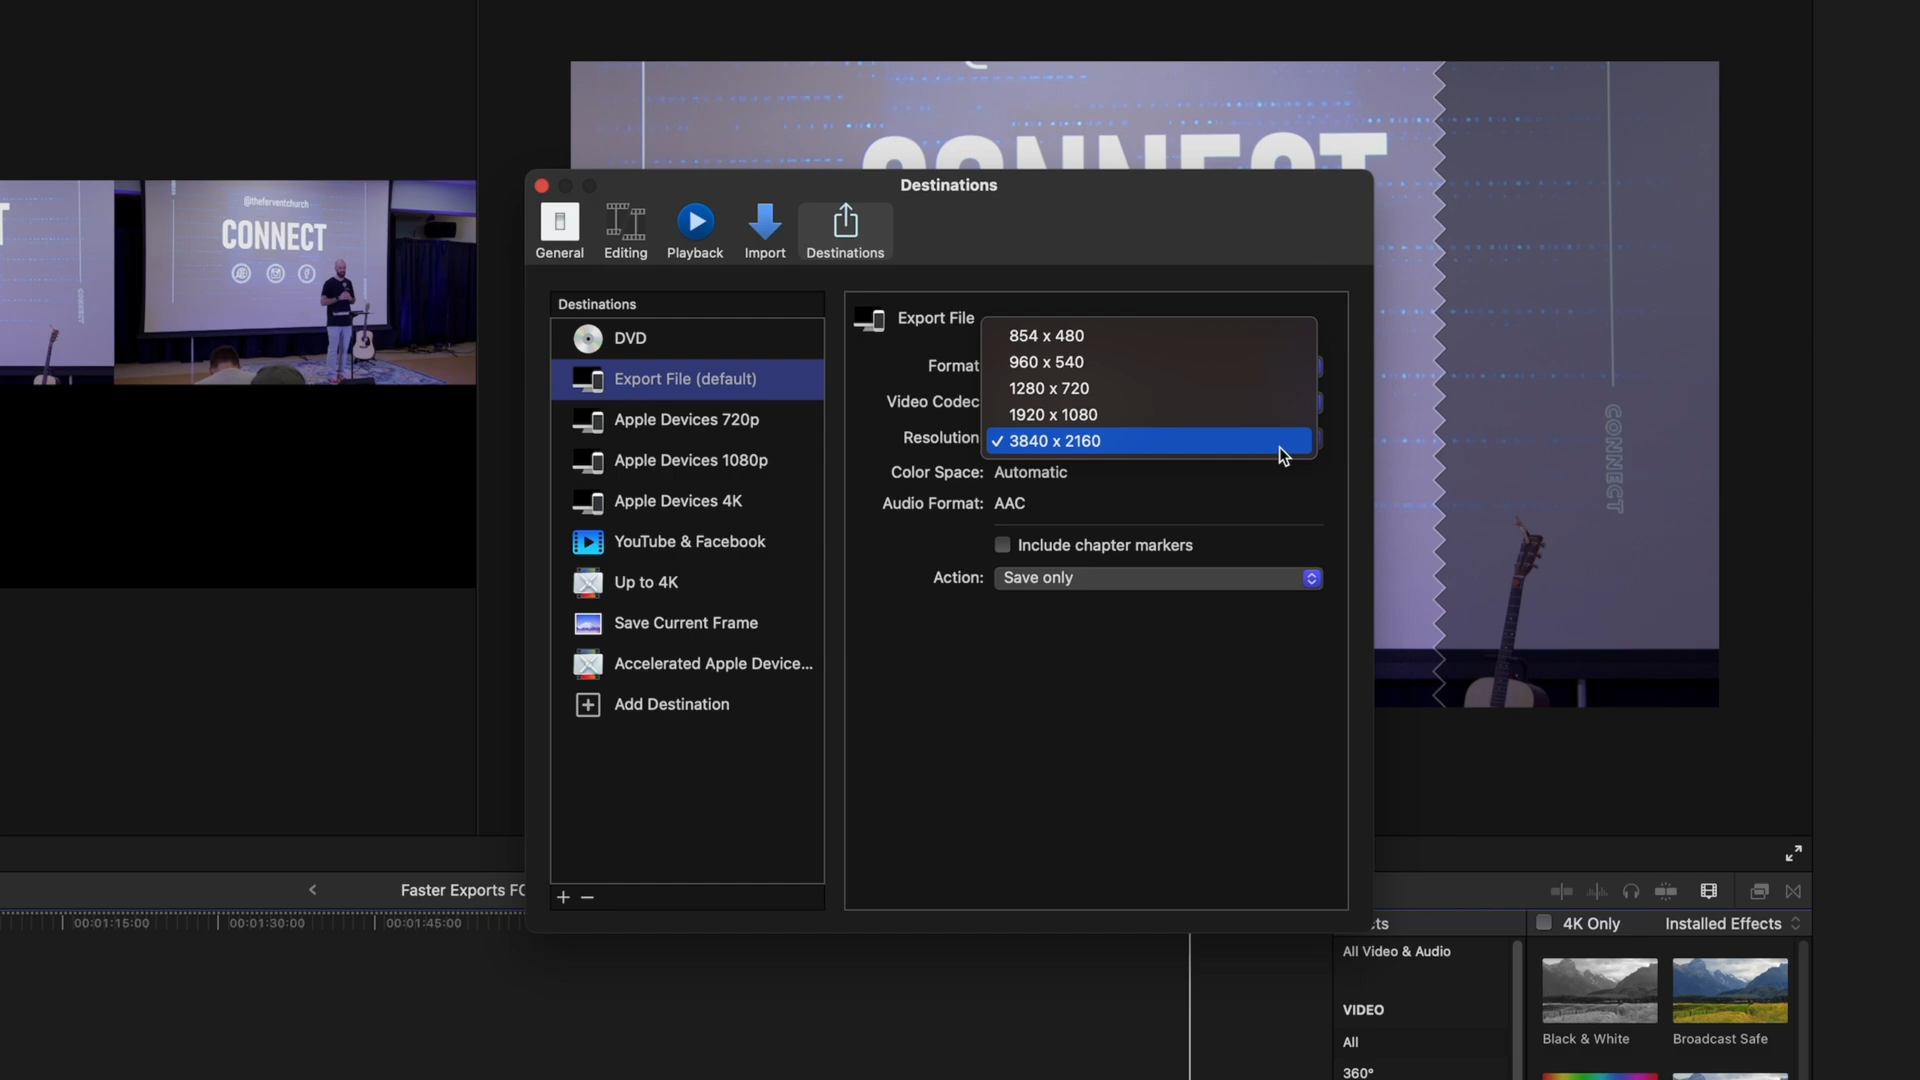 CONNECT
@theferventchurch
CONNECT
CONNECT
Destinations
General
Editing
Playback
Import
Destinations
Destinations
DVD
Export File (default)
Apple Devices 720p
Apple Devices 1080p
Apple Devices 4K
YouTube & Facebook
Up to 4K
Save Current Frame
Accelerated Apple Device...
Add Destination
Export File
Format
Video Codec
Resolution
854 x 480
960 x 540
1280 x 720
1920 x 1080
✓ 3840 x 2160
Color Space: Automatic
Audio Format: AAC
Include chapter markers
Action: Save only
CONNECT
Faster Exports FC
00:01:15:00
00:01:30:00
00:01:45:00
4K Only
Installed Effects
All Video & Audio
VIDEO
All
360°
Black & White
Broadcast Safe